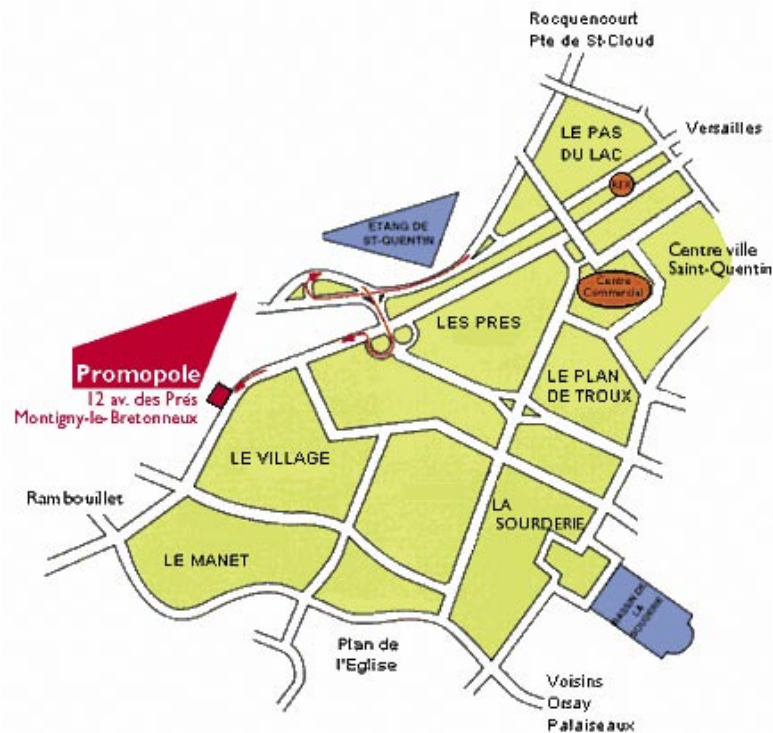 Rocquencourt
Pte de St-Cloud
LE PAS
DU LAC
Versailles
RER
ETANG DE
ST-QUENTIN
Centre ville
Saint-Quentin
Centre
Commercial
LES PRES
Promopole
12 av. des Prés
Montigny-le-Bretonneux
LE PLAN
DE TROUX
LE VILLAGE
Rambouillet
LA
SOURDERIE
LE MANET
BASSIN DE
LA
SOUDERIE
Plan de
l'Eglise
Voisins
Orsay
Palaiseaux